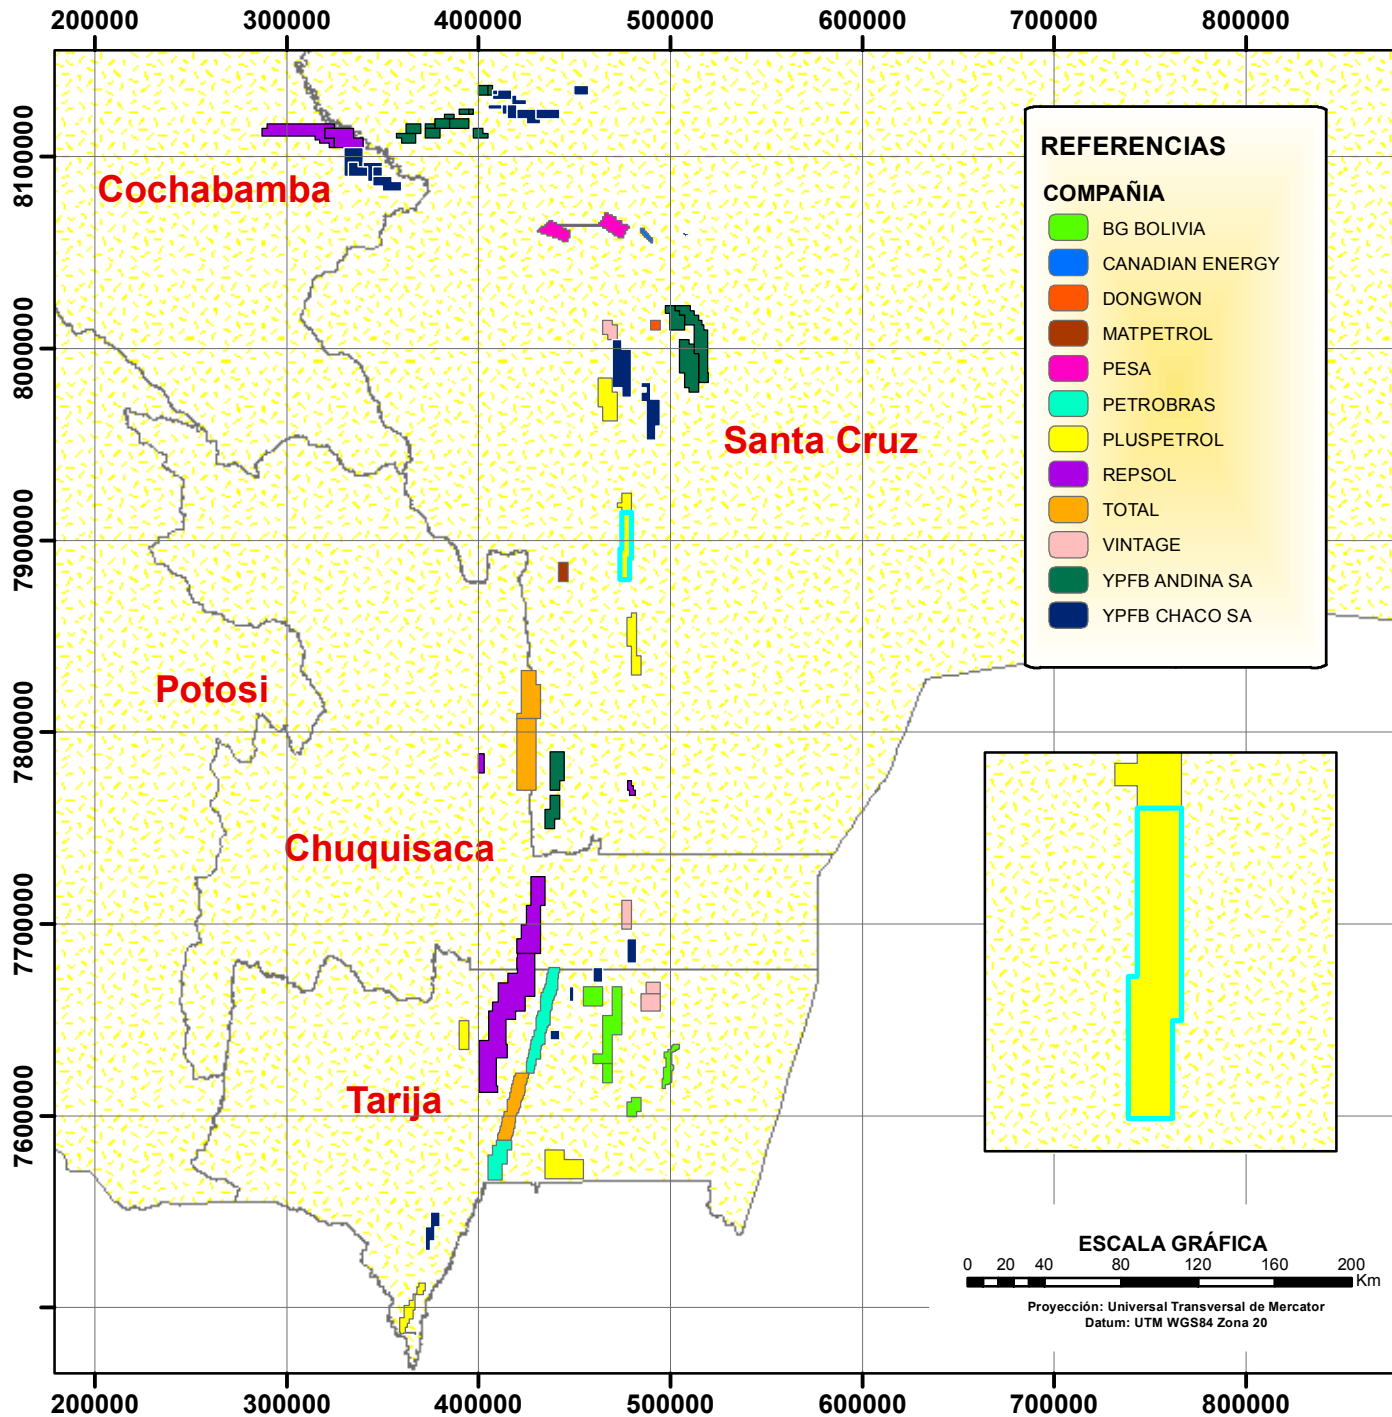 200000 300000 400000 500000 600000 700000 800000
8100000
8000000
7900000
7800000
7700000
7600000
Cochabamba
Santa Cruz
Potosi
Chuquisaca
Tarija
REFERENCIAS
COMPAÑIA
BG BOLIVIA
CANADIAN ENERGY
DONGWON
MATPETROL
PESA
PETROBRAS
PLUSPETROL
REPSOL
TOTAL
VINTAGE
YPFB ANDINA SA
YPFB CHACO SA
ESCALA GRÁFICA
0 20 40 80 120 160 200
Km
Proyección: Universal Transversal de Mercator
Datum: UTM WGS84 Zona 20
200000 300000 400000 500000 600000 700000 800000